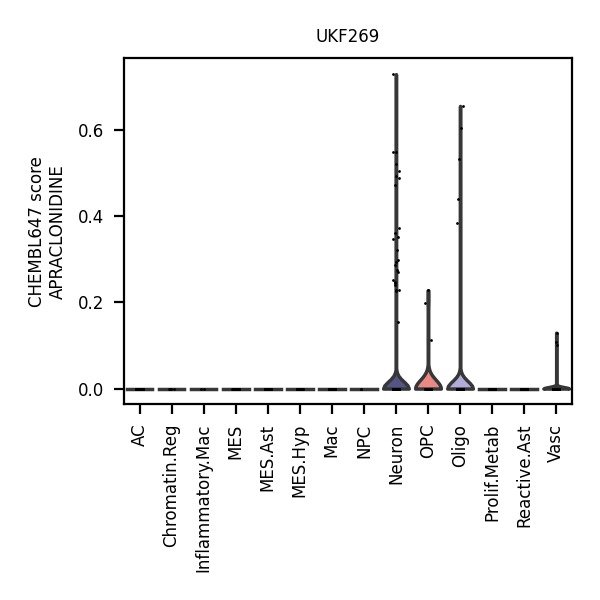 UKF269
CHEMBL647 score
APRACLONIDINE
0.6
0.4
0.2
0.0
AC
Chromatin.Reg
Inflammatory.Mac
MES
MES.Ast
MES.Hyp
Mac
NPC
Neuron
OPC
Oligo
Prolif.Metab
Reactive.Ast
Vasc